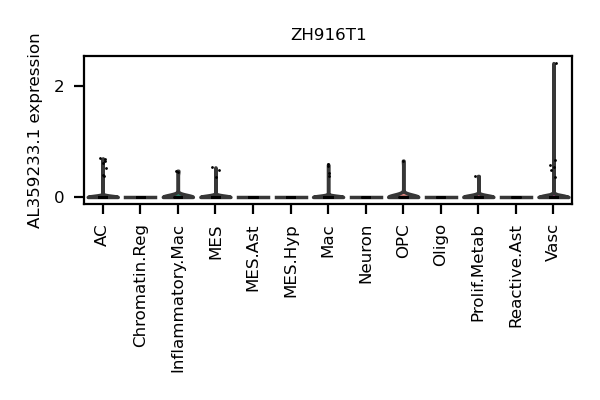 ZH916T1
AL359233.1 expression
2
0
AC
Chromatin.Reg
Inflammatory.Mac
MES
MES.Ast
MES.Hyp
Mac
Neuron
OPC
Oligo
Prolif.Metab
Reactive.Ast
Vasc